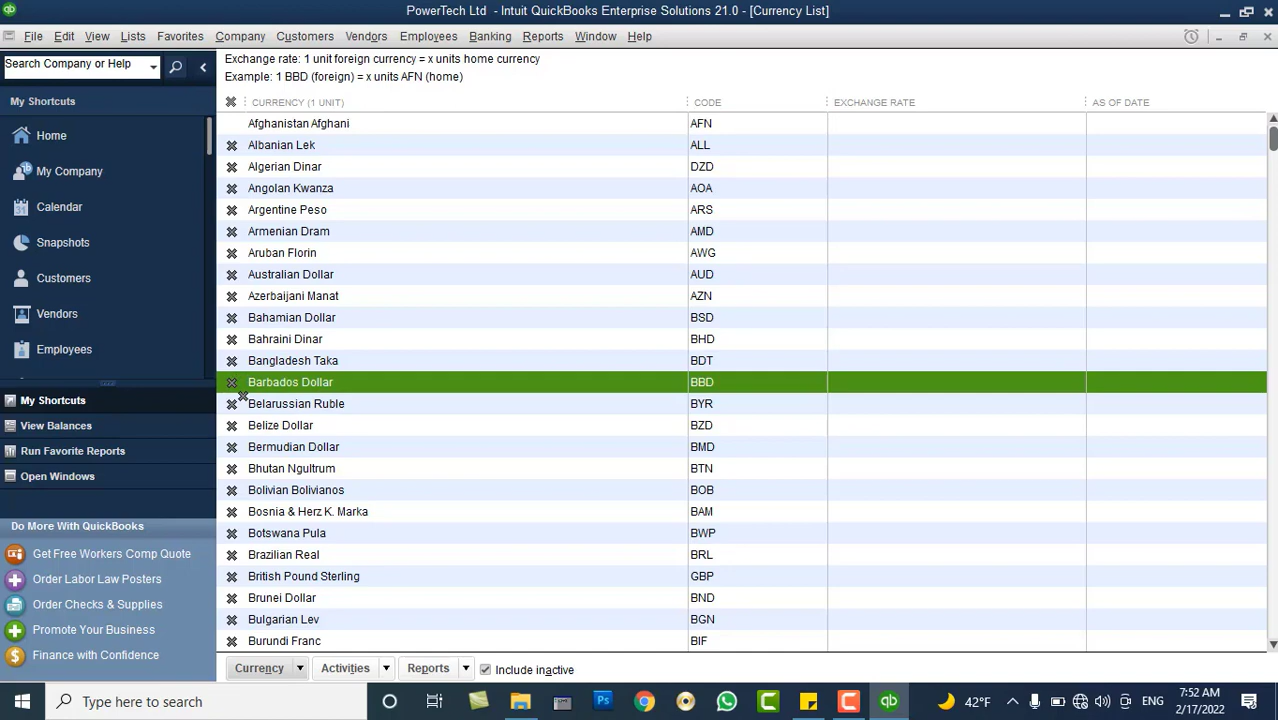 PowerTech Ltd - Intuit QuickBooks Enterprise Solutions 21.0 - [Currency List]
File Edit View Lists Favorites Company Customers Vendors Employees Banking Reports Window Help
Search Company or Help
Exchange rate: 1 unit foreign currency = x units home currency
Example: 1 BBD (foreign) = x units AFN (home)
My Shortcuts
Home
My Company
Calendar
Snapshots
Customers
Vendors
Employees
My Shortcuts
View Balances
Run Favorite Reports
Open Windows
Do More With QuickBooks
Get Free Workers Comp Quote
Order Labor Law Posters
Order Checks & Supplies
Promote Your Business
Finance with Confidence
CURRENCY (1 UNIT) CODE EXCHANGE RATE AS OF DATE
Afghanistan Afghani AFN
Albanian Lek ALL
Algerian Dinar DZD
Angolan Kwanza AOA
Argentine Peso ARS
Armenian Dram AMD
Aruban Florin AWG
Australian Dollar AUD
Azerbaijani Manat AZN
Bahamian Dollar BSD
Bahraini Dinar BHD
Bangladesh Taka BDT
Barbados Dollar BBD
Belarussian Ruble BYR
Belize Dollar BZD
Bermudian Dollar BMD
Bhutan Ngultrum BTN
Bolivian Bolivianos BOB
Bosnia & Herz K. Marka BAM
Botswana Pula BWP
Brazilian Real BRL
British Pound Sterling GBP
Brunei Dollar BND
Bulgarian Lev BGN
Burundi Franc BIF
Currency Activities Reports Include inactive
Type here to search
42°F
ENG
7:52 AM
2/17/2022